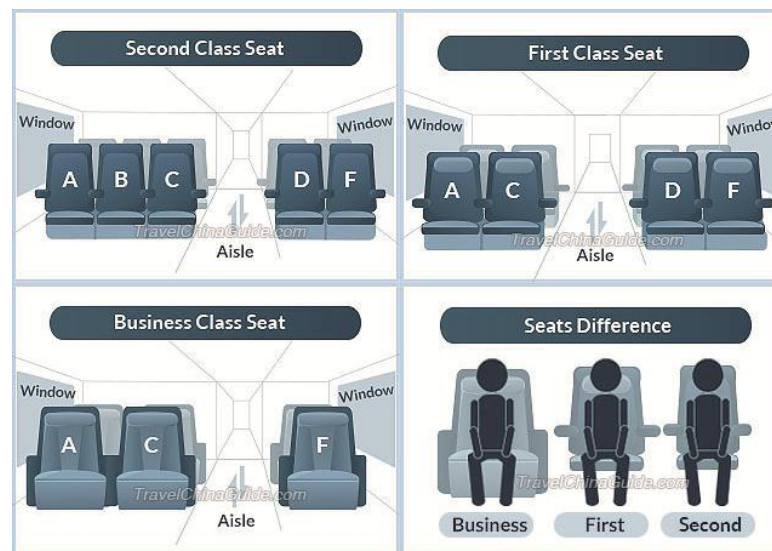 Second Class Seat
Window
Window
A B C D F
TravelChinaGuide.com
Aisle
First Class Seat
Window
Window
A C D F
TravelChinaGuide.com
Aisle
Business Class Seat
Window
Window
A C F
TravelChinaGuide.com
Aisle
Seats Difference
TravelChinaGuide.com
Business First Second